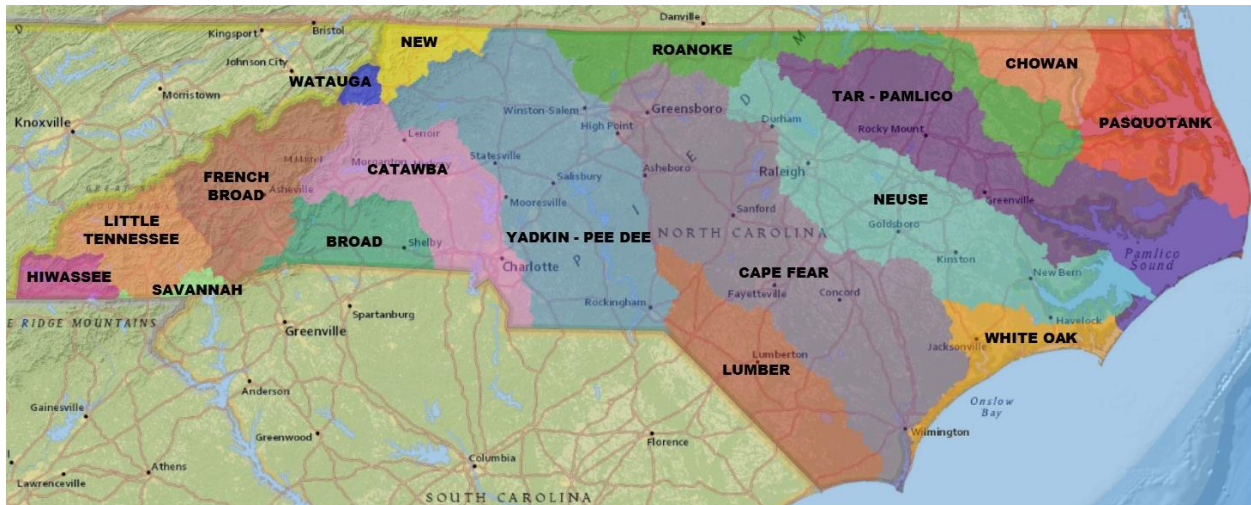 Danville
Kingsport
Bristol
NEW
ROANOKE
CHOWAN
Johnson City
WATAUGA
Morristown
TAR - PAMLICO
Winston-Salem
Greensboro
Knoxville
High Point
Durham
Rocky Mount
PASQUOTANK
Lenoir
Statesville
Asheboro
Raleigh
CATAWBA
FRENCH
BROAD
Asheville
Salisbury
Mooresville
Greenville
NEUSE
LITTLE
TENNESSEE
Sanford
Goldsboro
BROAD
Shelby
YADKIN - PEE DEE
NORTH CAROLINA
Kinston
Pamlico
Sound
HIWASSEE
SAVANNAH
Charlotte
CAPE FEAR
New Bern
Fayetteville
Concord
Rockingham
Spartanburg
Havelock
E RIDGE MOUNTAINS
Greenville
WHITE OAK
Jacksonville
Lumberton
LUMBER
Anderson
Gainesville
Onslow
Bay
Greenwood
Florence
Wilmington
Athens
Columbia
Lawrenceville
SOUTH CAROLINA
P I E D M